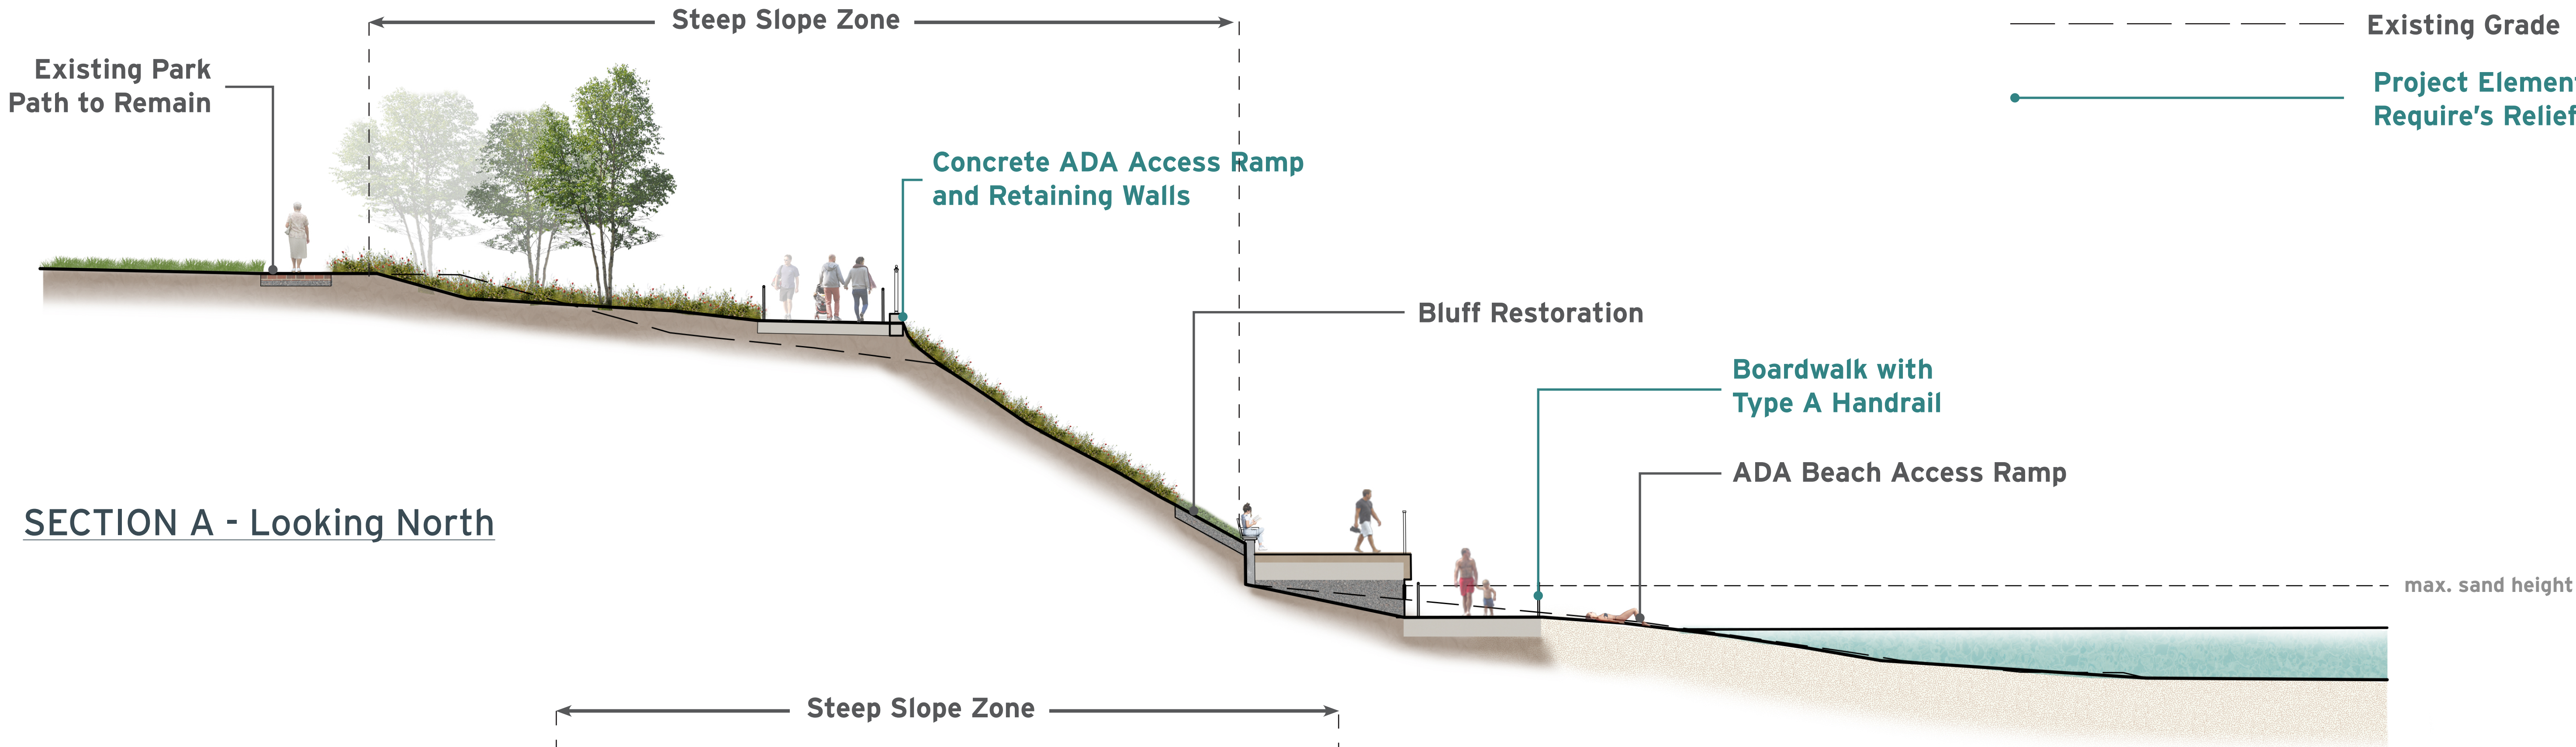 Steep Slope Zone
Existing Grade
Existing Park
Path to Remain
Project Elemen
Require's Relief
Concrete ADA Access Ramp
and Retaining Walls
Bluff Restoration
Boardwalk with
Type A Handrail
ADA Beach Access Ramp
SECTION A - Looking North
max. sand height
Steep Slope Zone